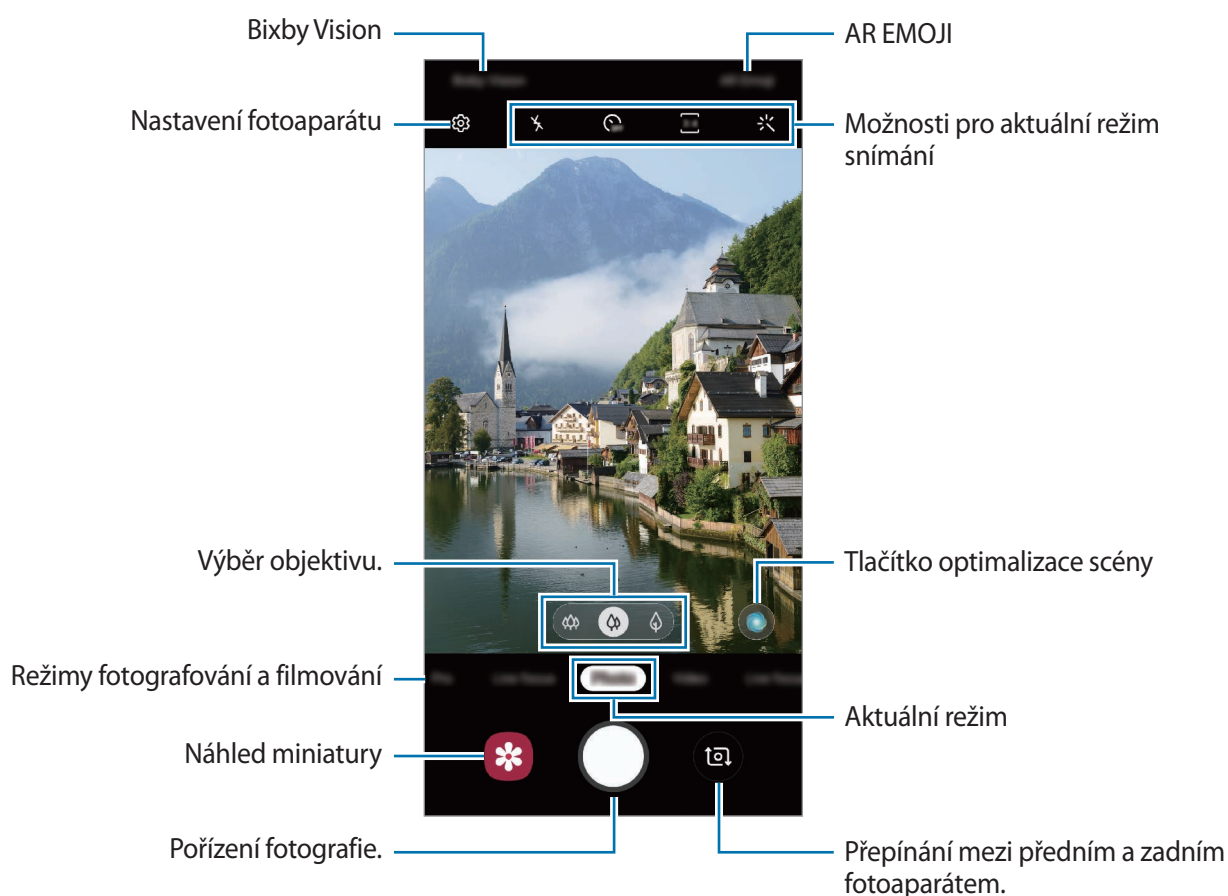 Bixby Vision
AR EMOJI
Nastavení fotoaparátu
Možnosti pro aktuální režim
snímání
Výběr objektivu.
Tlačítko optimalizace scény
Režimy fotografování a filmování
Aktuální režim
Náhled miniatury
Pořízení fotografie.
Přepínání mezi předním a zadním
fotoaparátem.